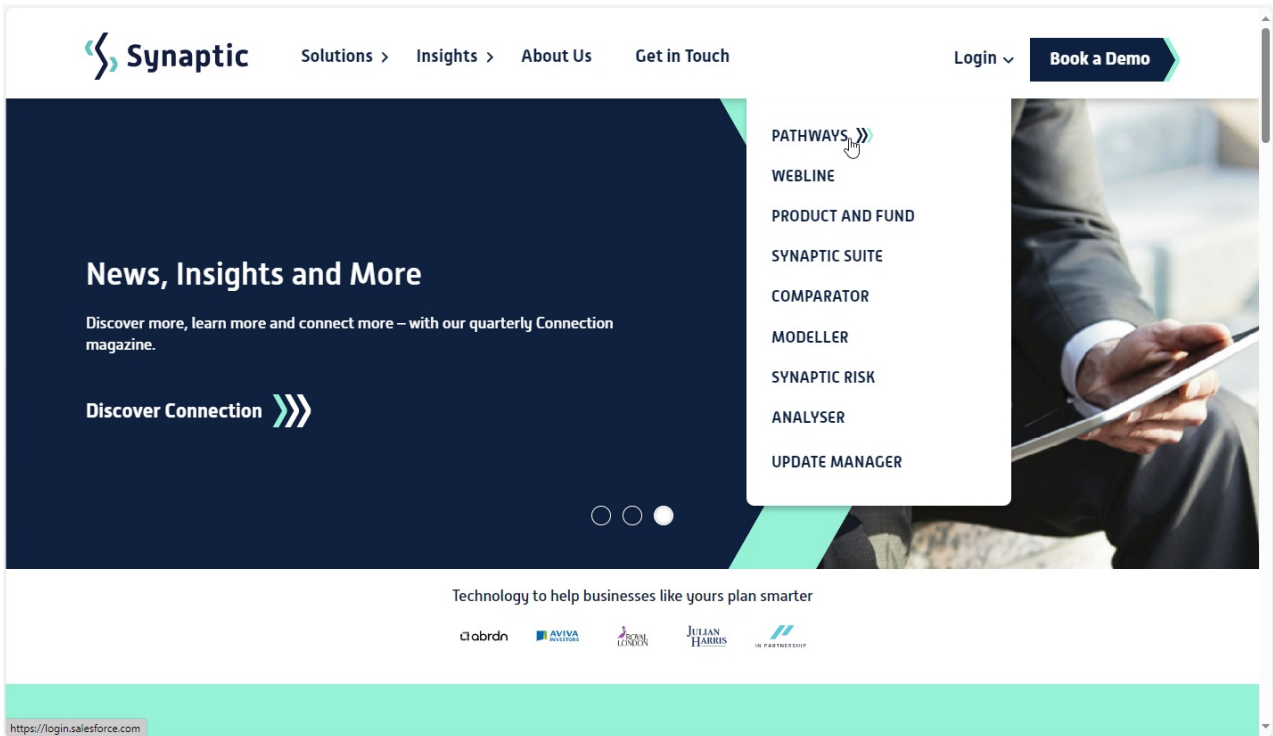 Synaptic
Solutions
Insights
About Us
Get in Touch
Login
Book a Demo
PATHWAYS
WEBLINE
PRODUCT AND FUND
SYNAPTIC SUITE
COMPARATOR
MODELLER
SYNAPTIC RISK
ANALYSER
UPDATE MANAGER
News, Insights and More
Discover more, learn more and connect more – with our quarterly Connection
magazine.
Discover Connection
Technology to help businesses like yours plan smarter
abrdn
AVIVA
INVESTORS
ROYAL
LONDON
JULIAN
HARRIS
IN PARTNERSHIP
https://login.salesforce.com